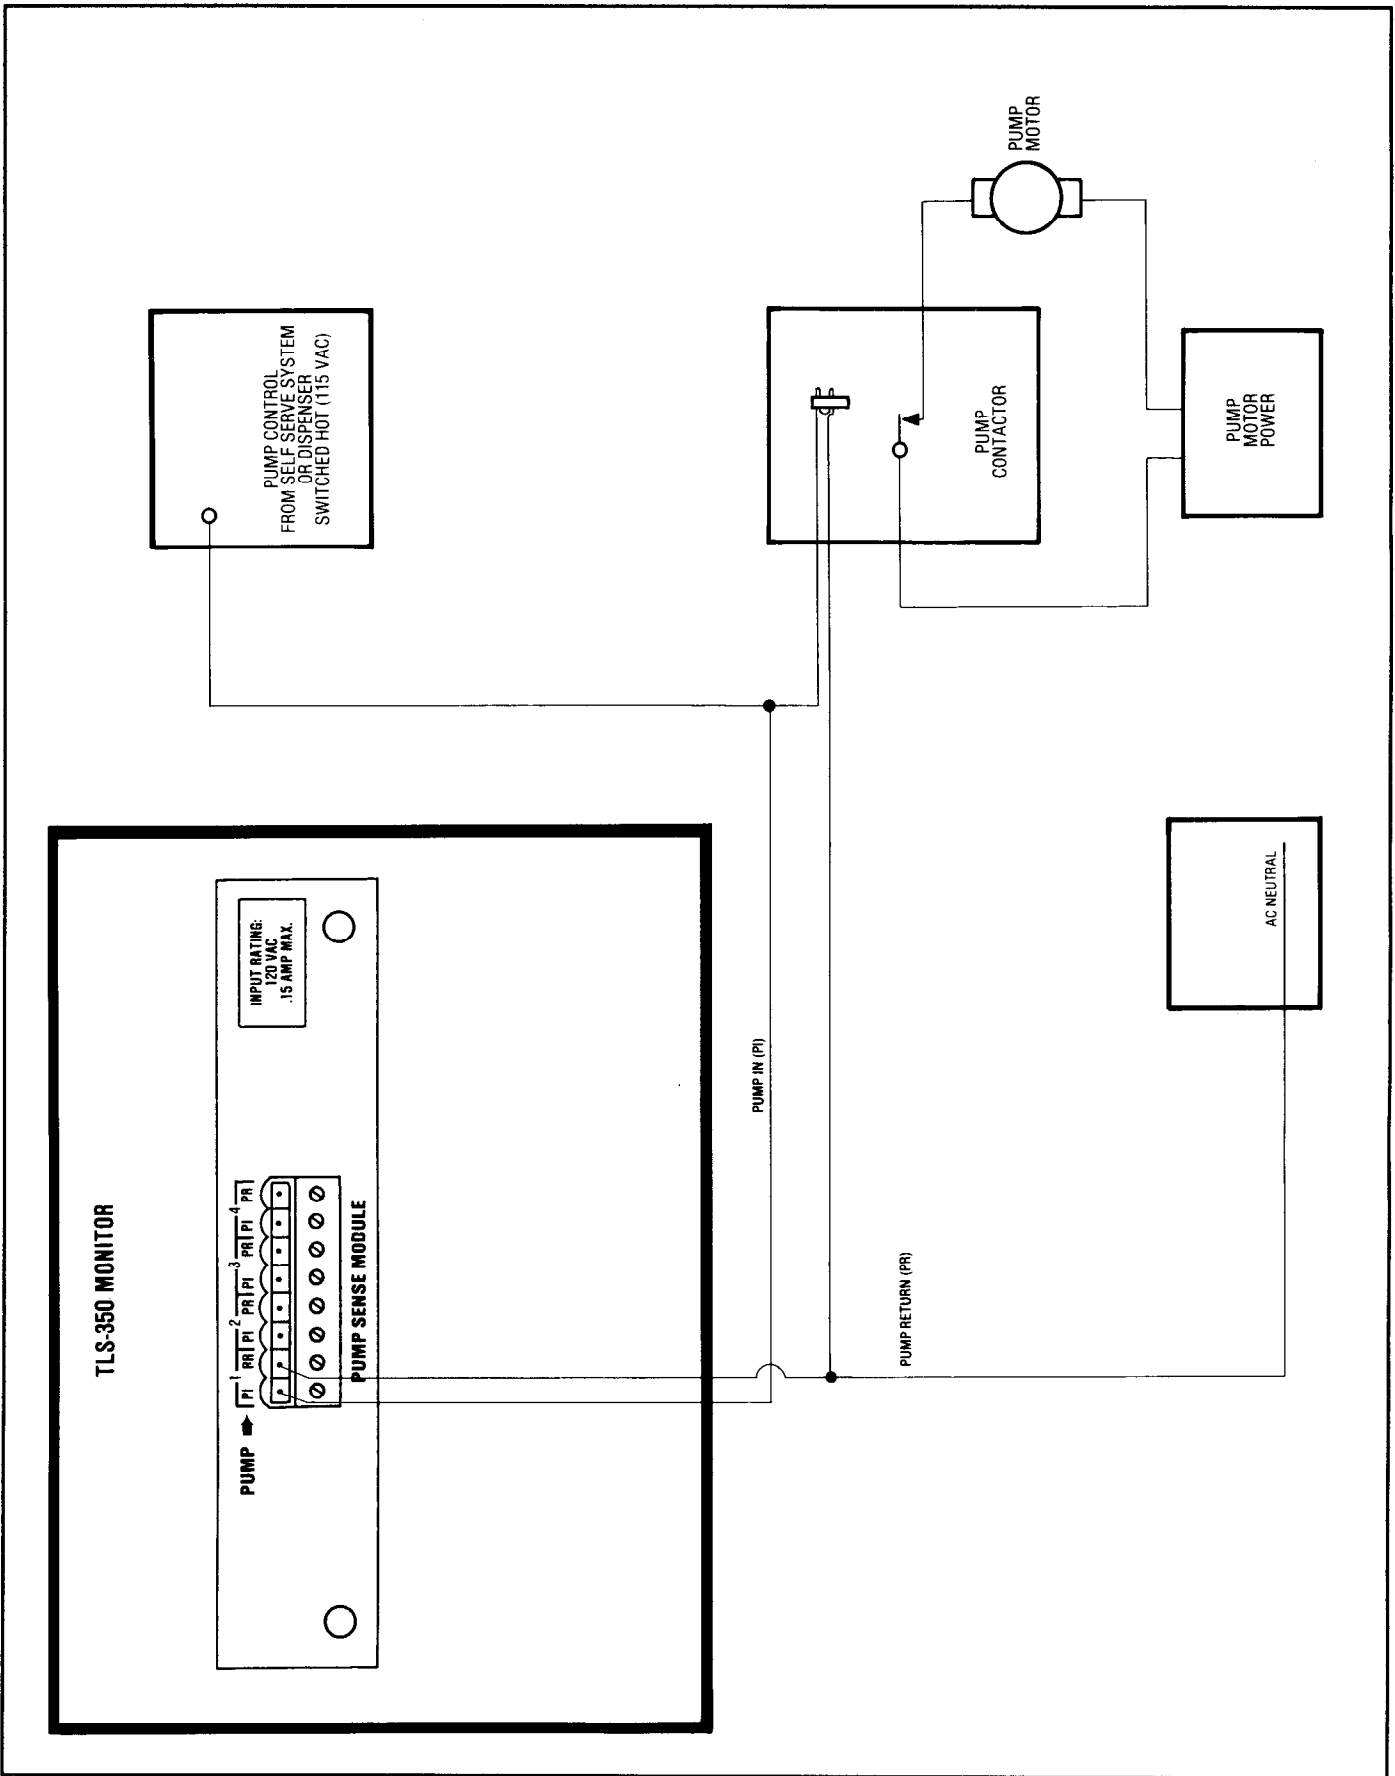 TLS-350 MONITOR
1 2 3 4
PUMP PI RR PI PR PI PR PI PR
INPUT RATING:
120 VAC
.15 AMP MAX.
PUMP SENSE MODULE
PUMP CONTROL
FROM SELF SERVE SYSTEM
OR DISPENSER
SWITCHED HOT (115 VAC)
PUMP IN (PI)
PUMP RETURN (PR)
PUMP
CONTACTOR
PUMP
MOTOR
AC NEUTRAL
PUMP
MOTOR
POWER